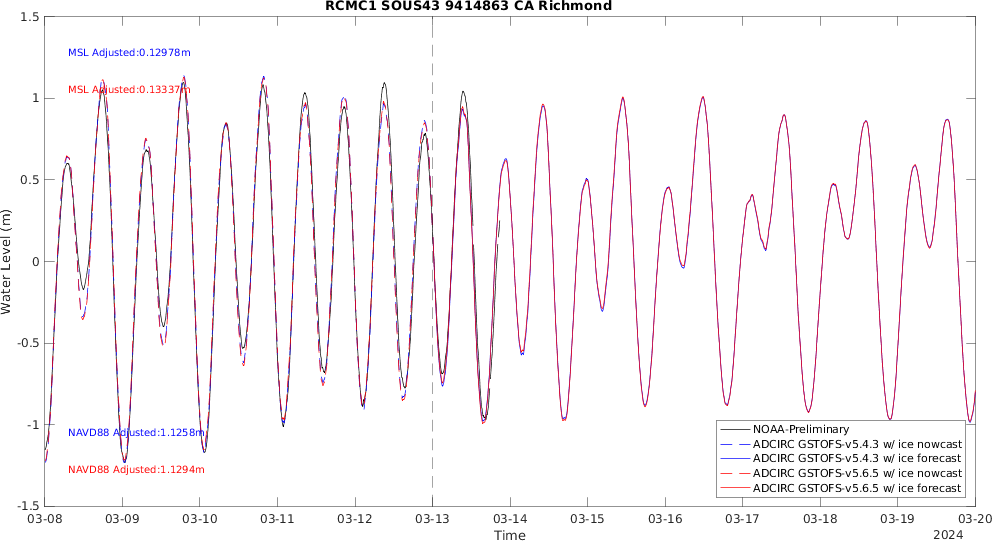 RCMC1 SOUS43 9414863 CA Richmond
1.5
1
0.5
0
-0.5
-1
-1.5
Water Level (m)
MSL Adjusted:0.12978m
MSL Adjusted:0.13337m
NAVD88 Adjusted:1.1258m
NAVD88 Adjusted:1.1294m
NOAA-Preliminary
ADCIRC GSTOFS-v5.4.3 w/ ice nowcast
ADCIRC GSTOFS-v5.4.3 w/ ice forecast
ADCIRC GSTOFS-v5.6.5 w/ ice nowcast
ADCIRC GSTOFS-v5.6.5 w/ ice forecast
03-08 03-09 03-10 03-11 03-12 03-13 03-14 03-15 03-16 03-17 03-18 03-19 03-20
Time
2024